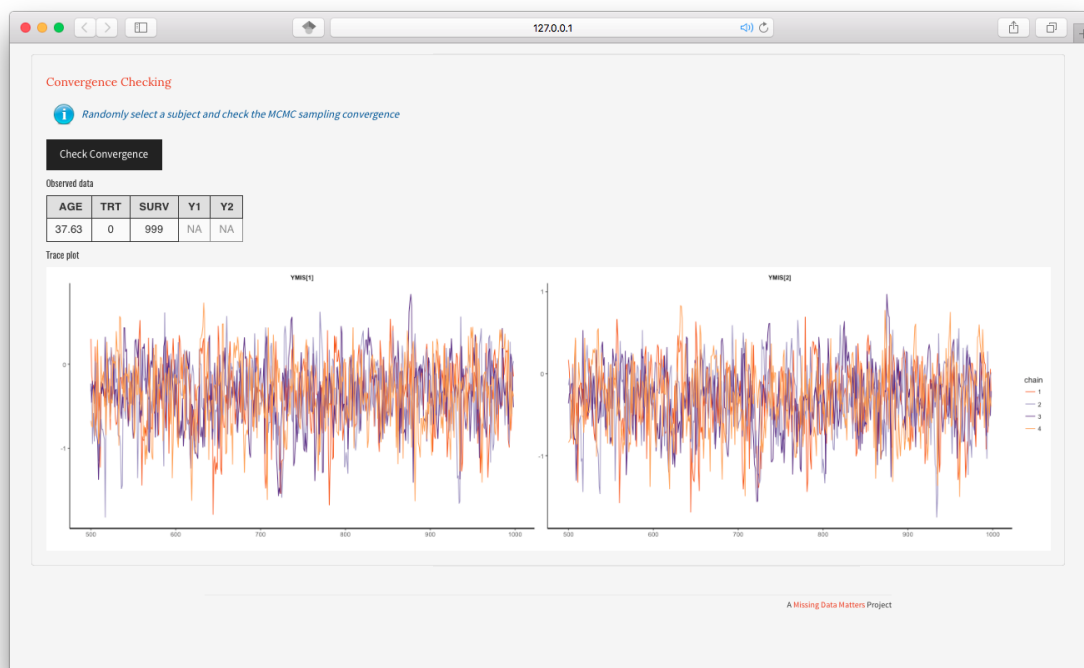 127.0.0.1
Convergence Checking
i Randomly select a subject and check the MCMC sampling convergence
Check Convergence
Observed data
AGE TRT SURV Y1 Y2
37.63 0 999 NA NA
Trace plot
YMIS[1]
0
-1
500 600 700 800 900 1000
YMIS[2]
1
0
-1
500 600 700 800 900 1000
chain
1
2
3
4
A Missing Data Matters Project